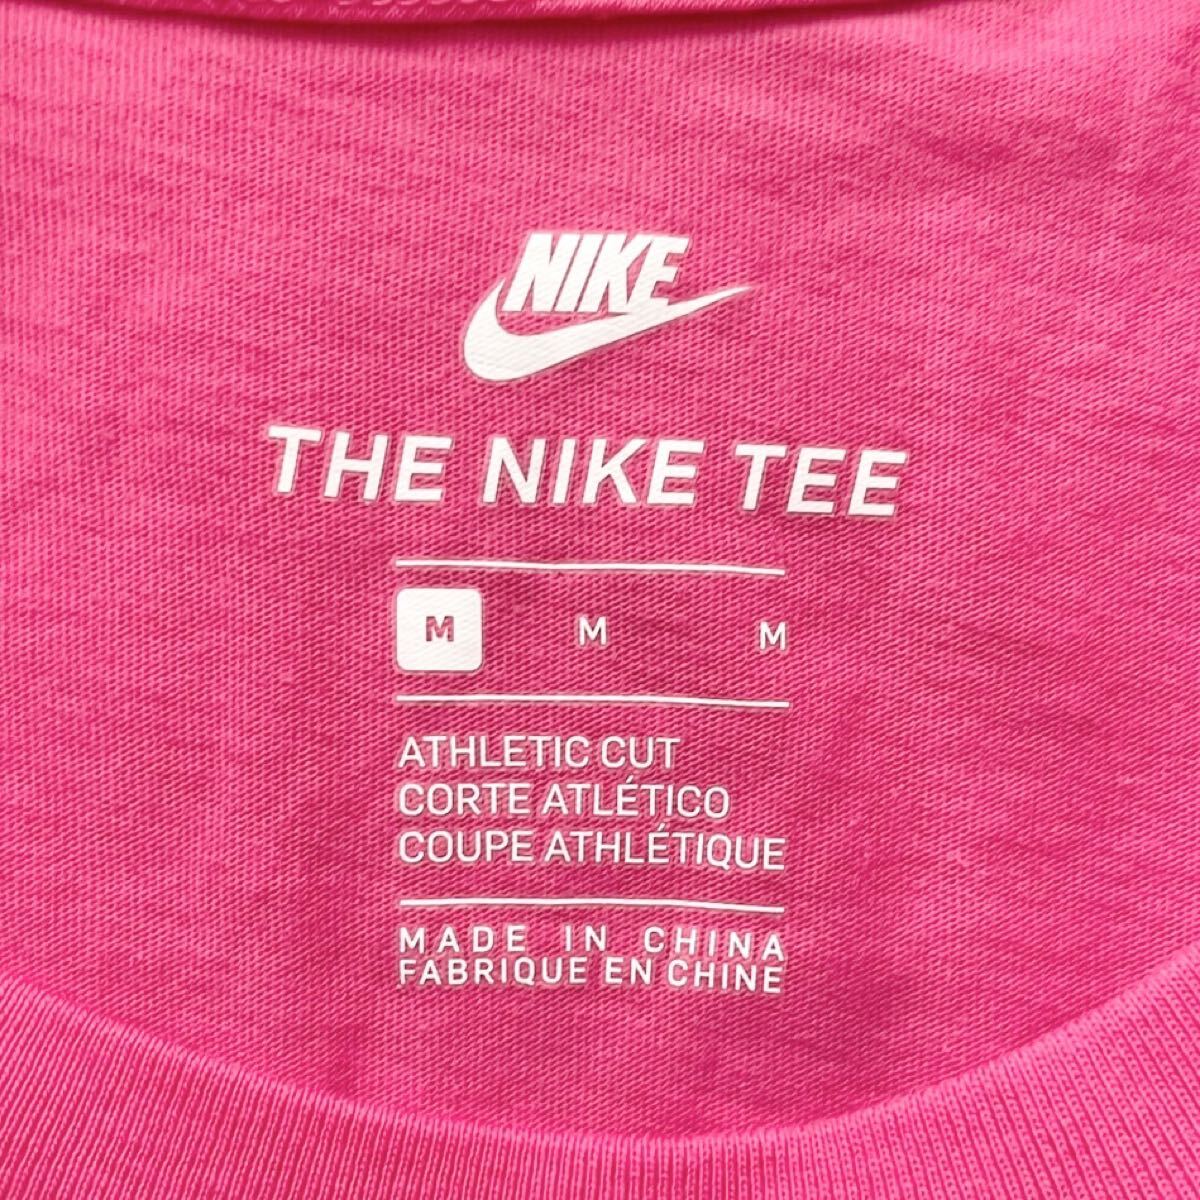 NIKE
THE NIKE TEE
M M M
ATHLETIC CUT
CORTE ATLÉTICO
COUPE ATHLÉTIQUE
MADE IN CHINA
FABRIQUE EN CHINE